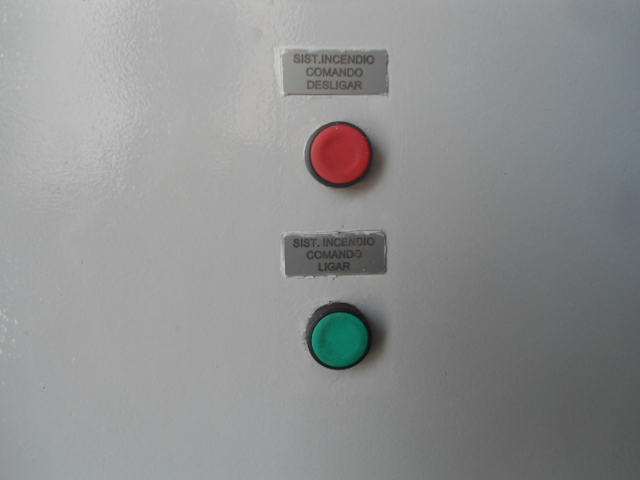 SIST.INCENDIO
COMANDO
DESLIGAR
SIST. INCENDIO
COMANDO
LIGAR